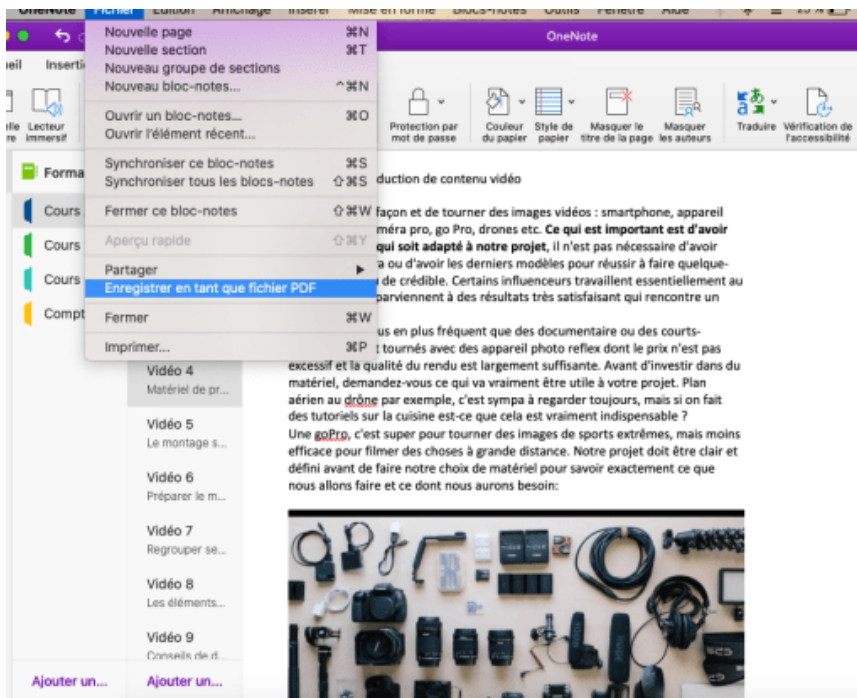 OneNote Fichier Édition Affichage Insérer Mise en forme Blocs-notes Outils Fenêtre Aide
OneNote
Nouvelle page ⌘N
Nouvelle section ⌘T
Nouveau groupe de sections
Nouveau bloc-notes... ^⌘N
Ouvrir un bloc-notes... ⌘O
Ouvrir l'élément récent...
Synchroniser ce bloc-notes ⌘S
Synchroniser tous les blocs-notes ⇧⌘S
Fermer ce bloc-notes ⇧⌘W
Aperçu rapide ⇧⌘Y
Partager ▶
Enregistrer en tant que fichier PDF
Fermer ⌘W
Imprimer... ⌘P
Lecteur
immersif
Protection par
mot de passe
Couleur
du papier
Style de
papier
Masquer le
titre de la page
Masquer
les auteurs
Traduire
Vérification de
l'accessibilité
Forma
Cours
Cours
Cours
Compt
Vidéo 4
Matériel de pr...
Vidéo 5
Le montage s...
Vidéo 6
Préparer le m...
Vidéo 7
Regrouper se...
Vidéo 8
Les éléments...
Vidéo 9
Conseils de d...
Ajouter un...
Ajouter un...
duction de contenu vidéo
façon et de tourner des images vidéos : smartphone, appareil
méra pro, go Pro, drones etc. Ce qui est important est d'avoir
qui soit adapté à notre projet, il n'est pas nécessaire d'avoir
ra ou d'avoir les derniers modèles pour réussir à faire quelque-
de crédible. Certains influenceurs travaillent essentiellement au
parviennent à des résultats très satisfaisant qui rencontre un
us en plus fréquent que des documentaire ou des courts-
t tournés avec des appareil photo reflex dont le prix n'est pas
excessif et la qualité du rendu est largement suffisante. Avant d'investir dans du
matériel, demandez-vous ce qui va vraiment être utile à votre projet. Plan
aérien au drône par exemple, c'est sympa à regarder toujours, mais si on fait
des tutoriels sur la cuisine est-ce que cela est vraiment indispensable ?
Une goPro, c'est super pour tourner des images de sports extrêmes, mais moins
efficace pour filmer des choses à grande distance. Notre projet doit être clair et
défini avant de faire notre choix de matériel pour savoir exactement ce que
nous allons faire et ce dont nous aurons besoin: